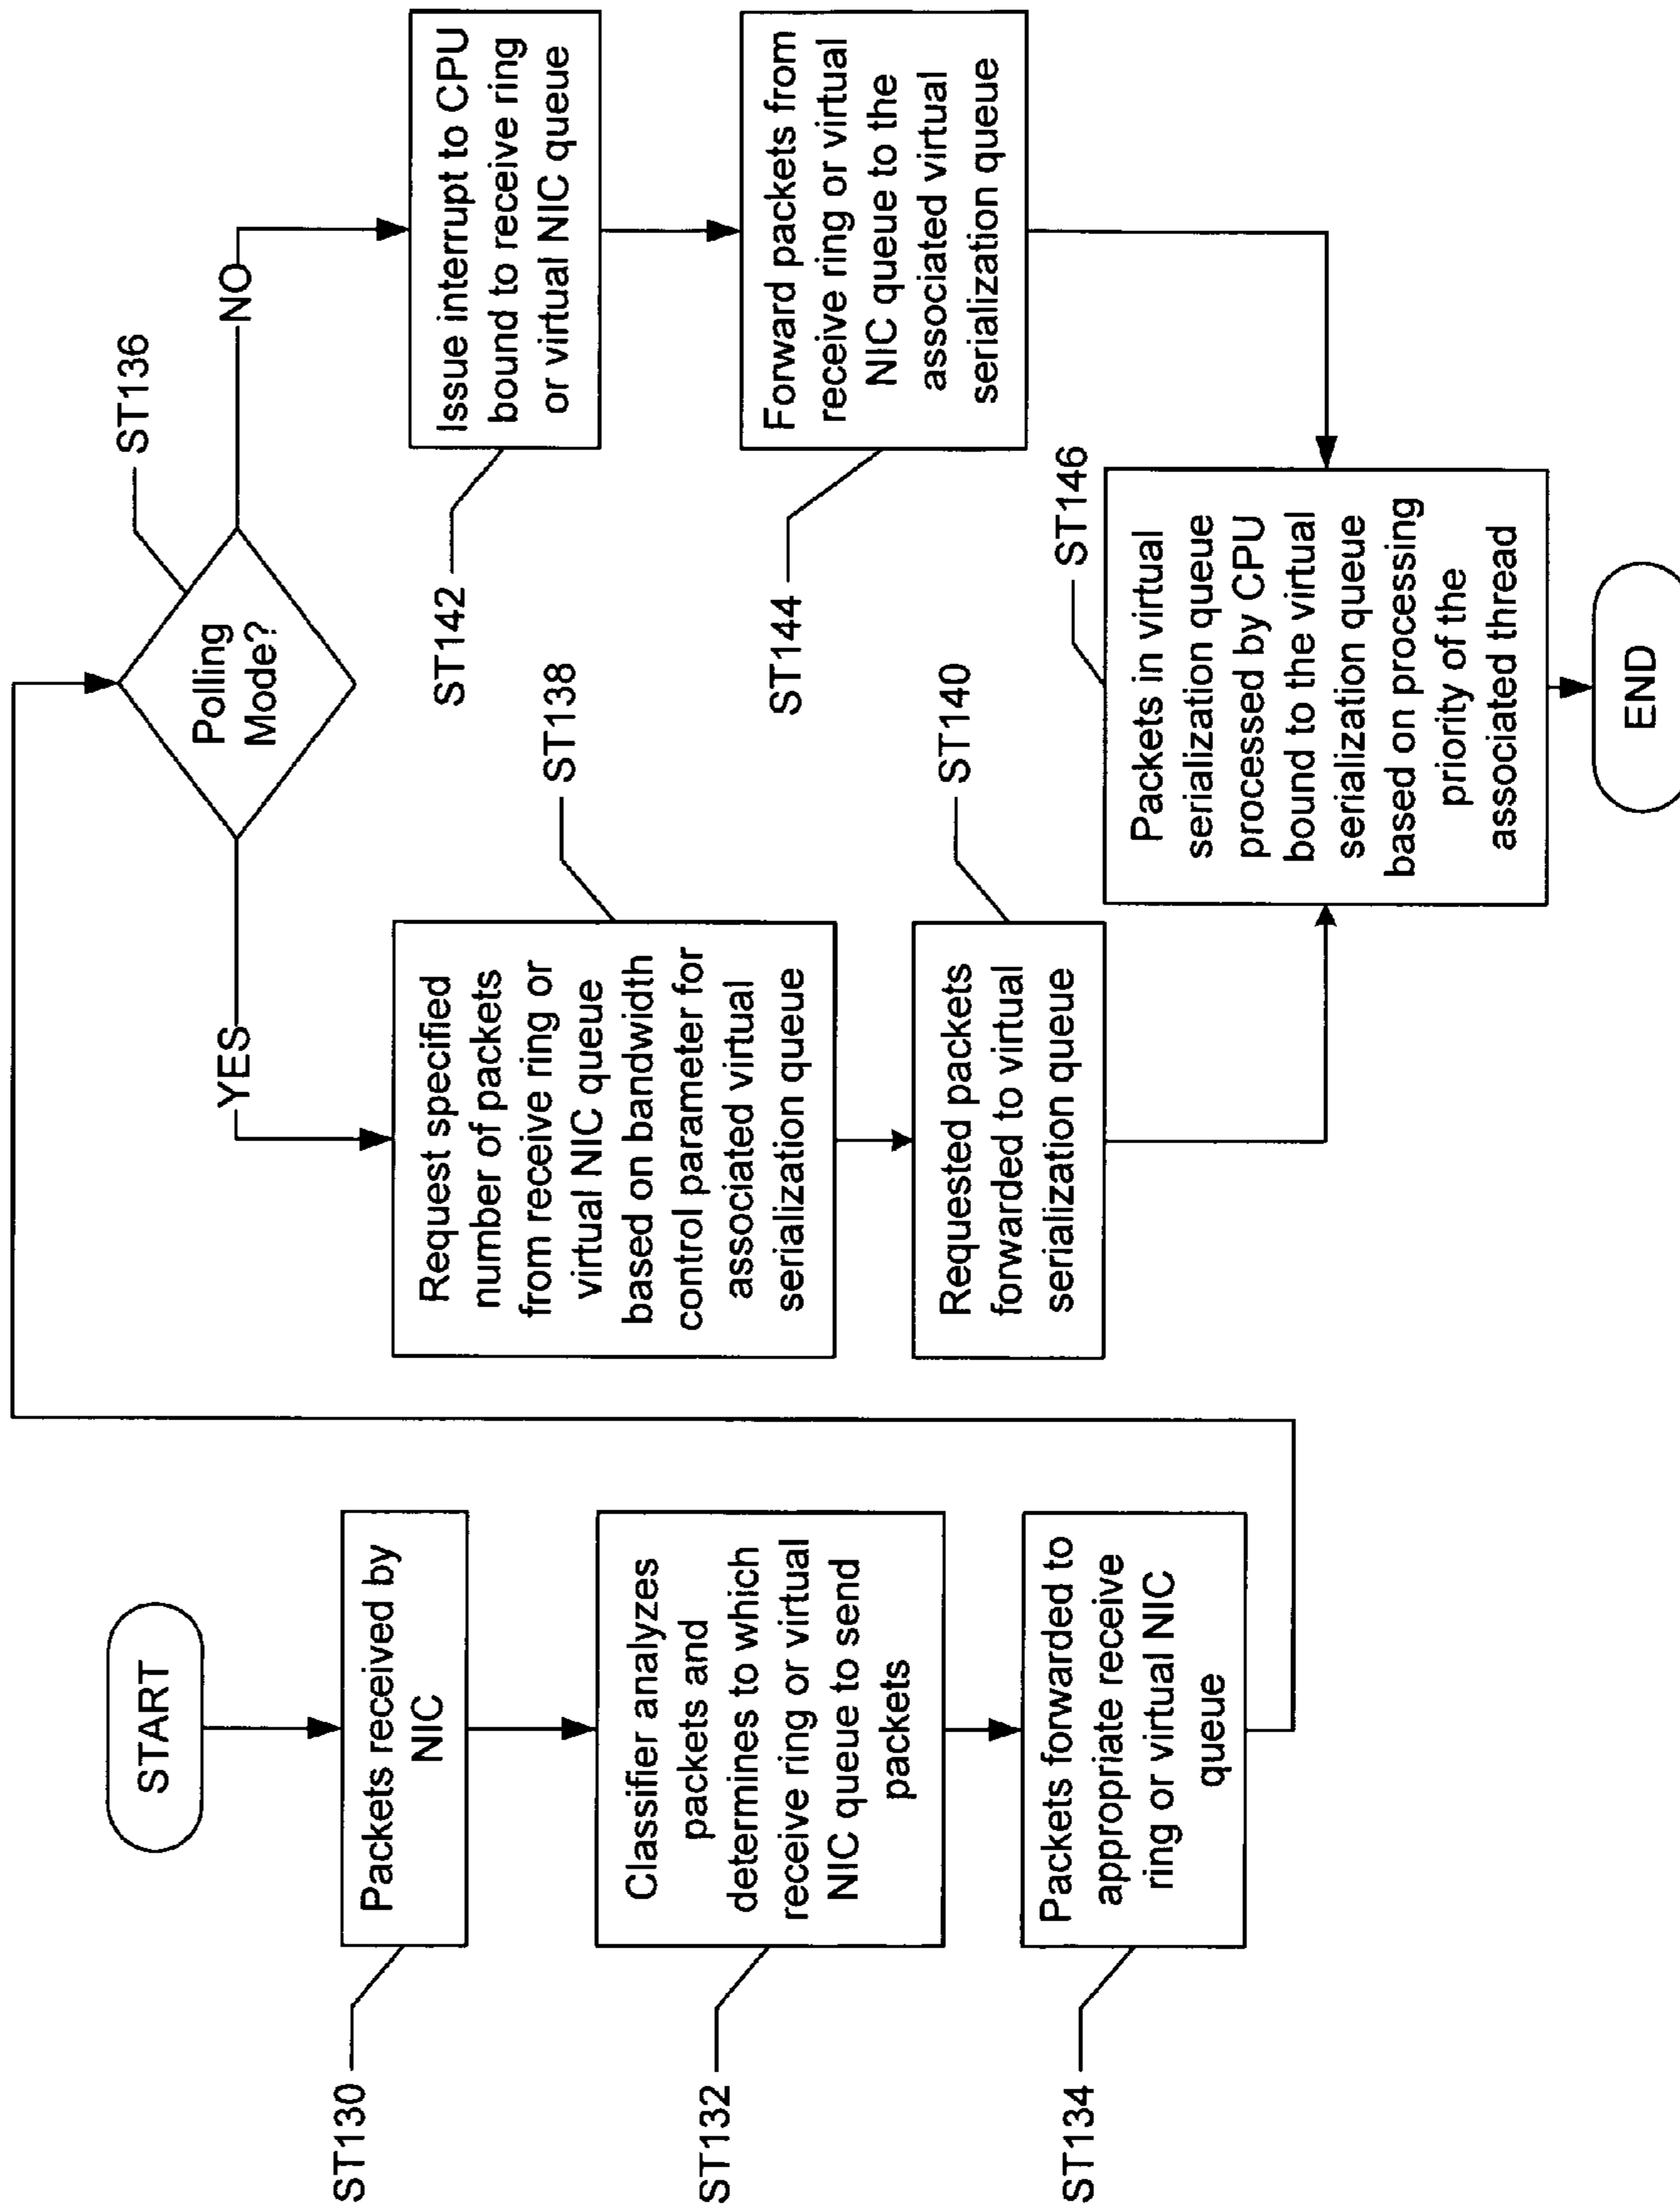 START
ST130
Packets received by
NIC
ST132
Classifier analyzes
packets and
determines to which
receive ring or virtual
NIC queue to send
packets
ST134
Packets forwarded to
appropriate receive
ring or virtual NIC
queue
ST136
Polling
Mode?
YES
NO
ST138
Request specified
number of packets
from receive ring or
virtual NIC queue
based on bandwidth
control parameter for
associated virtual
serialization queue
ST140
Requested packets
forwarded to virtual
serialization queue
ST142
Issue interrupt to CPU
bound to receive ring
or virtual NIC queue
ST144
Forward packets from
receive ring or virtual
NIC queue to the
associated virtual
serialization queue
ST146
Packets in virtual
serialization queue
processed by CPU
bound to the virtual
serialization queue
based on processing
priority of the
associated thread
END